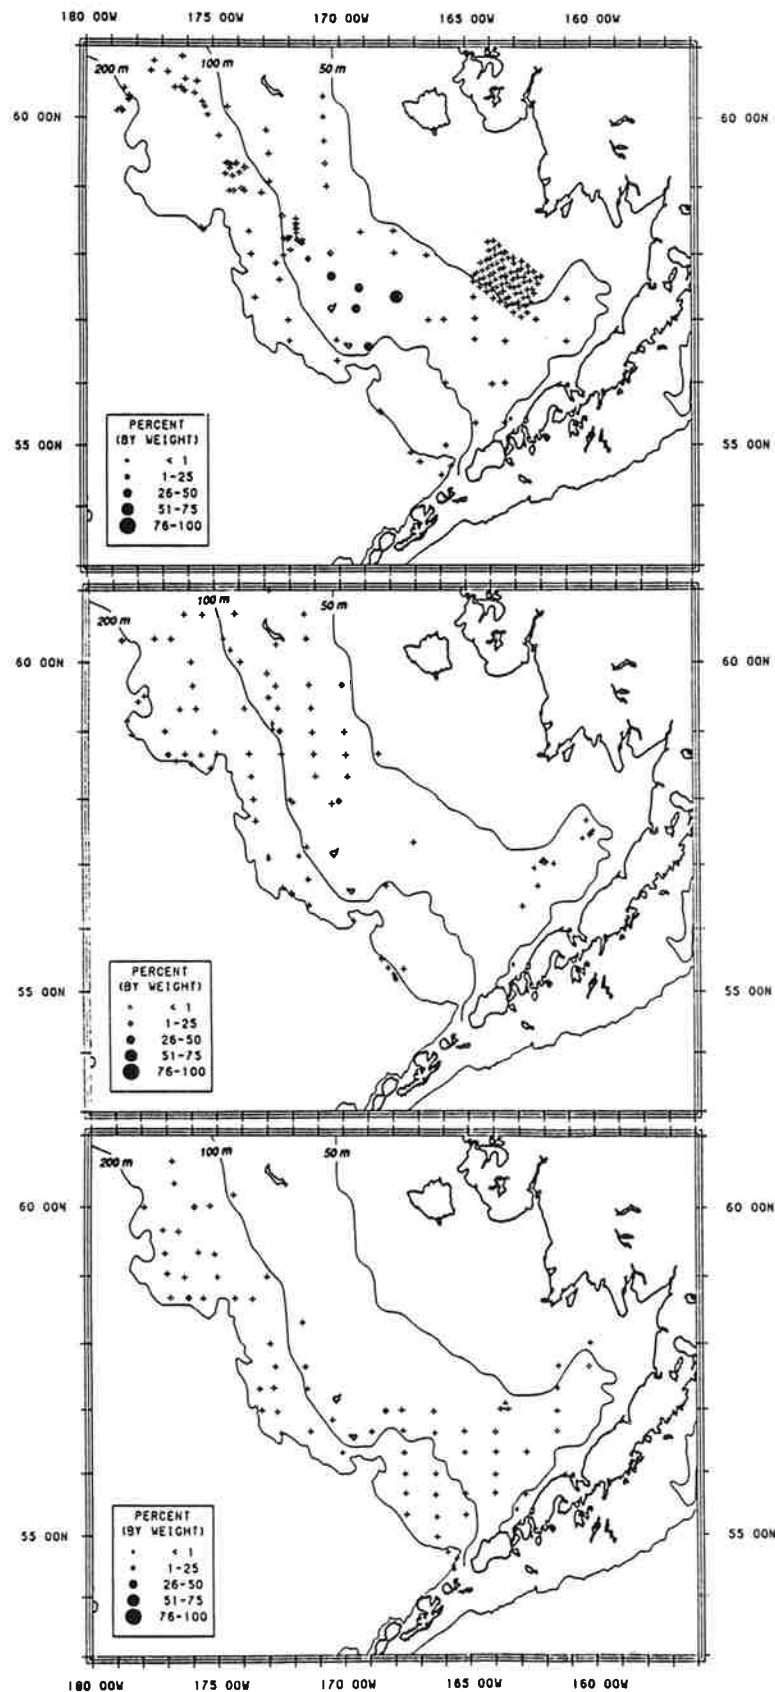 180 00W 175 00W 170 00W 165 00W 160 00W
200 m 100 m 50 m
60 00N 60 00N
PERCENT
(BY WEIGHT)
< 1
1-25
26-50
51-75
76-100
55 00N 55 00N
200 m 100 m 50 m
60 00N 60 00N
PERCENT
(BY WEIGHT)
< 1
1-25
26-50
51-75
76-100
55 00N 55 00N
200 m 100 m 50 m
60 00N 60 00N
PERCENT
(BY WEIGHT)
< 1
1-25
26-50
51-75
76-100
55 00N 55 00N
180 00W 175 00W 170 00W 165 00W 160 00W